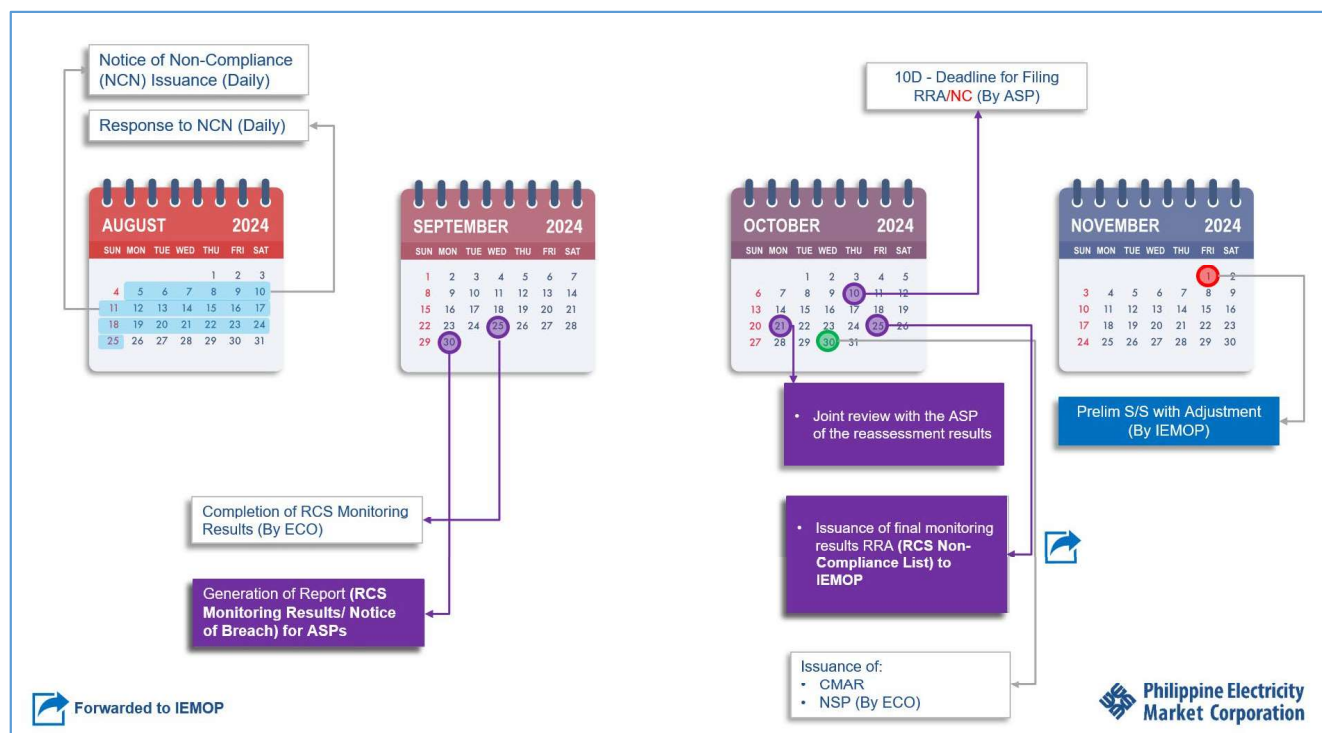 Notice of Non-Compliance
(NCN) Issuance (Daily)
Response to NCN (Daily)
10D - Deadline for Filing
RRA/NC (By ASP)
AUGUST 2024
SUN MON TUE WED THU FRI SAT
1 2 3
4 5 6 7 8 9 10
11 12 13 14 15 16 17
18 19 20 21 22 23 24
25 26 27 28 29 30 31
SEPTEMBER 2024
SUN MON TUE WED THU FRI SAT
1 2 3 4 5 6 7
8 9 10 11 12 13 14
15 16 17 18 19 20 21
22 23 24 25 26 27 28
29 30
OCTOBER 2024
SUN MON TUE WED THU FRI SAT
1 2 3 4 5
6 7 8 9 10 11 12
13 14 15 16 17 18 19
20 21 22 23 24 25 26
27 28 29 30 31
NOVEMBER 2024
SUN MON TUE WED THU FRI SAT
1 2
3 4 5 6 7 8 9
10 11 12 13 14 15 16
17 18 19 20 21 22 23
24 25 26 27 28 29 30
• Joint review with the ASP
of the reassessment results
Prelim S/S with Adjustment
(By IEMOP)
Completion of RCS Monitoring
Results (By ECO)
• Issuance of final monitoring
results RRA (RCS Non-
Compliance List) to
IEMOP
Generation of Report (RCS
Monitoring Results/ Notice
of Breach) for ASPs
Issuance of:
• CMAR
• NSP (By ECO)
Forwarded to IEMOP
Philippine Electricity
Market Corporation